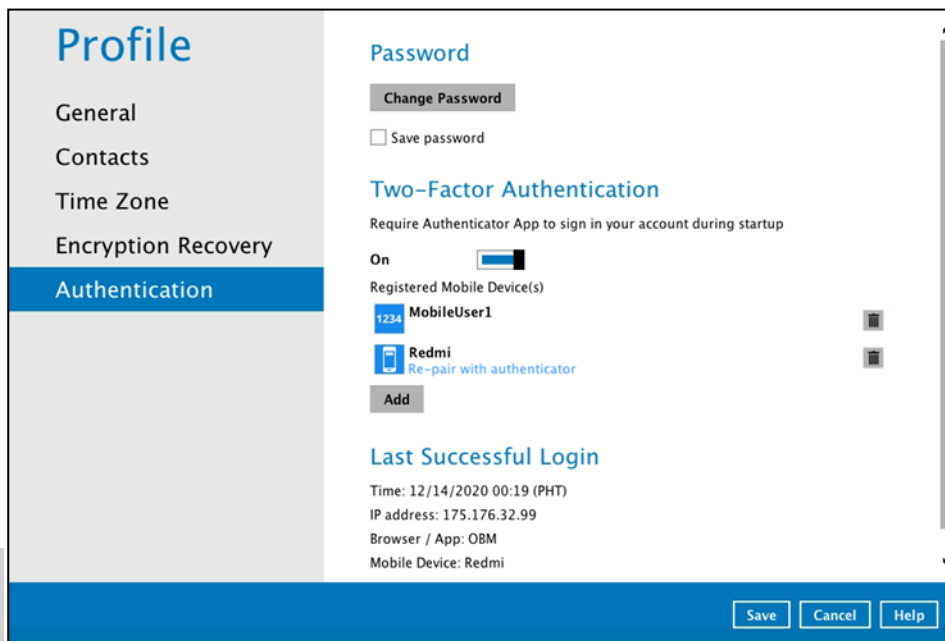 Profile
General
Contacts
Time Zone
Encryption Recovery
Authentication
Password
Change Password
Save password
Two-Factor Authentication
Require Authenticator App to sign in your account during startup
On
Registered Mobile Device(s)
1234 MobileUser1
Redmi
Re-pair with authenticator
Add
Last Successful Login
Time: 12/14/2020 00:19 (PHT)
IP address: 175.176.32.99
Browser / App: OBM
Mobile Device: Redmi
Save Cancel Help